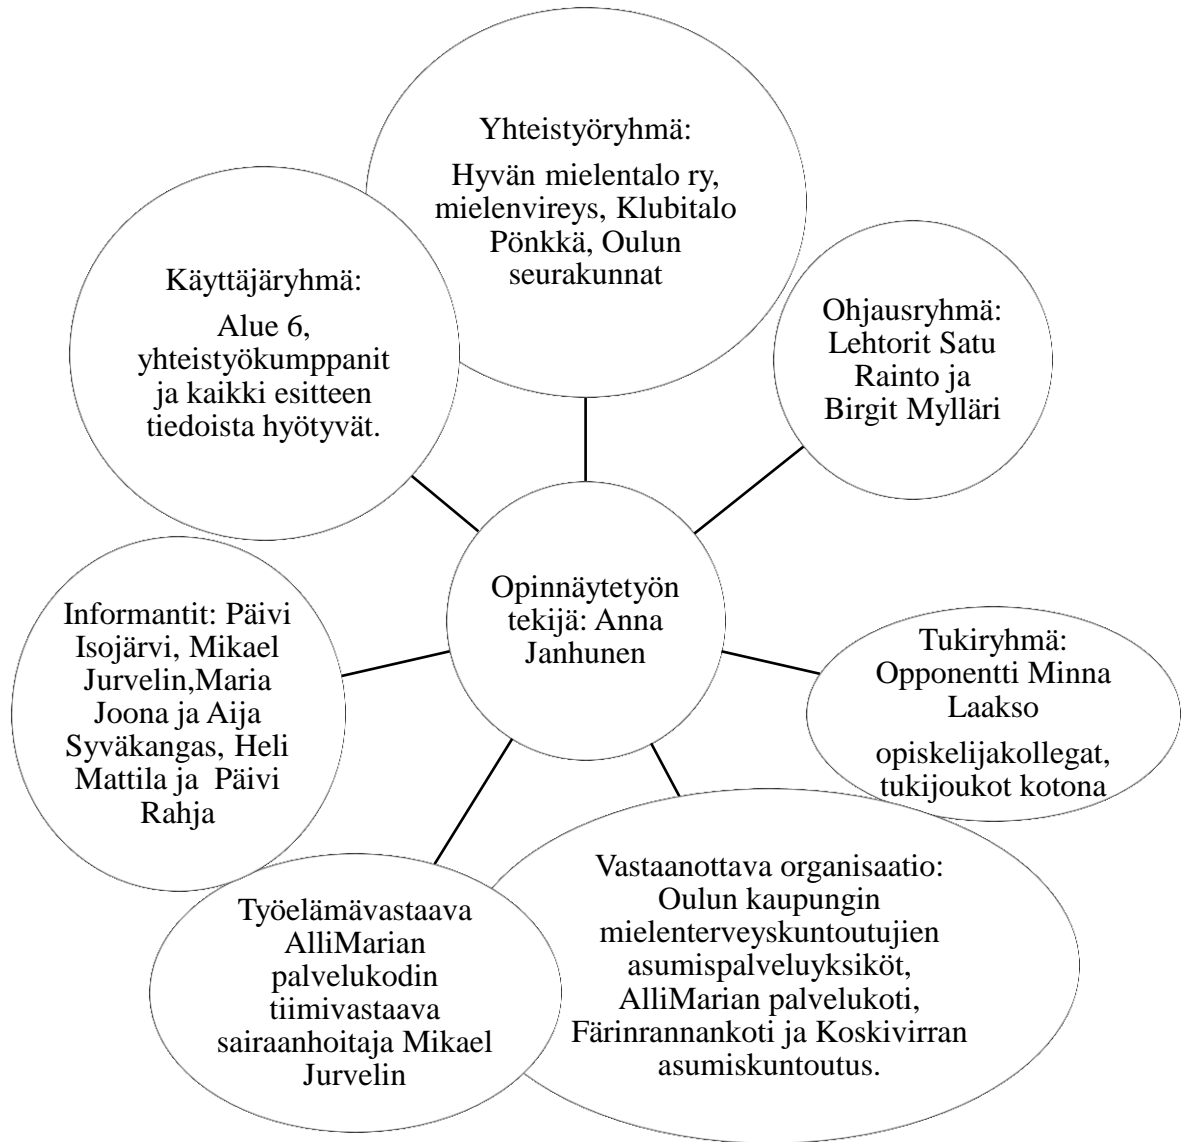 Yhteistyöryhmä:
Hyvän mielentalo ry,
mielenvireys, Klubitalo
Pönkkä, Oulun
seurakunnat
Käyttäjäryhmä:
Alue 6,
yhteistyökumppanit
ja kaikki esitteen
tiedoista hyötyvät.
Ohjausryhmä:
Lehtorit Satu
Rainto ja
Birgit Mylläri
Opinnäytetyön
tekijä: Anna
Janhunen
Informantit: Päivi
Isojärvi, Mikael
Jurvelin,Maria
Joona ja Aija
Syväkangas, Heli
Mattila ja Päivi
Rahja
Tukiryhmä:
Opponentti Minna
Laakso
opiskelijakollegat,
tukijoukot kotona
Työelämävastaava
AlliMarian
palvelukodin
tiimivastaava
sairaanhoitaja Mikael
Jurvelin
Vastaanottava organisaatio:
Oulun kaupungin
mielenterveyskuntoutujien
asumispalveluyksiköt,
AlliMarian palvelukoti,
Färinrannankoti ja Koskivirran
asumiskuntoutus.